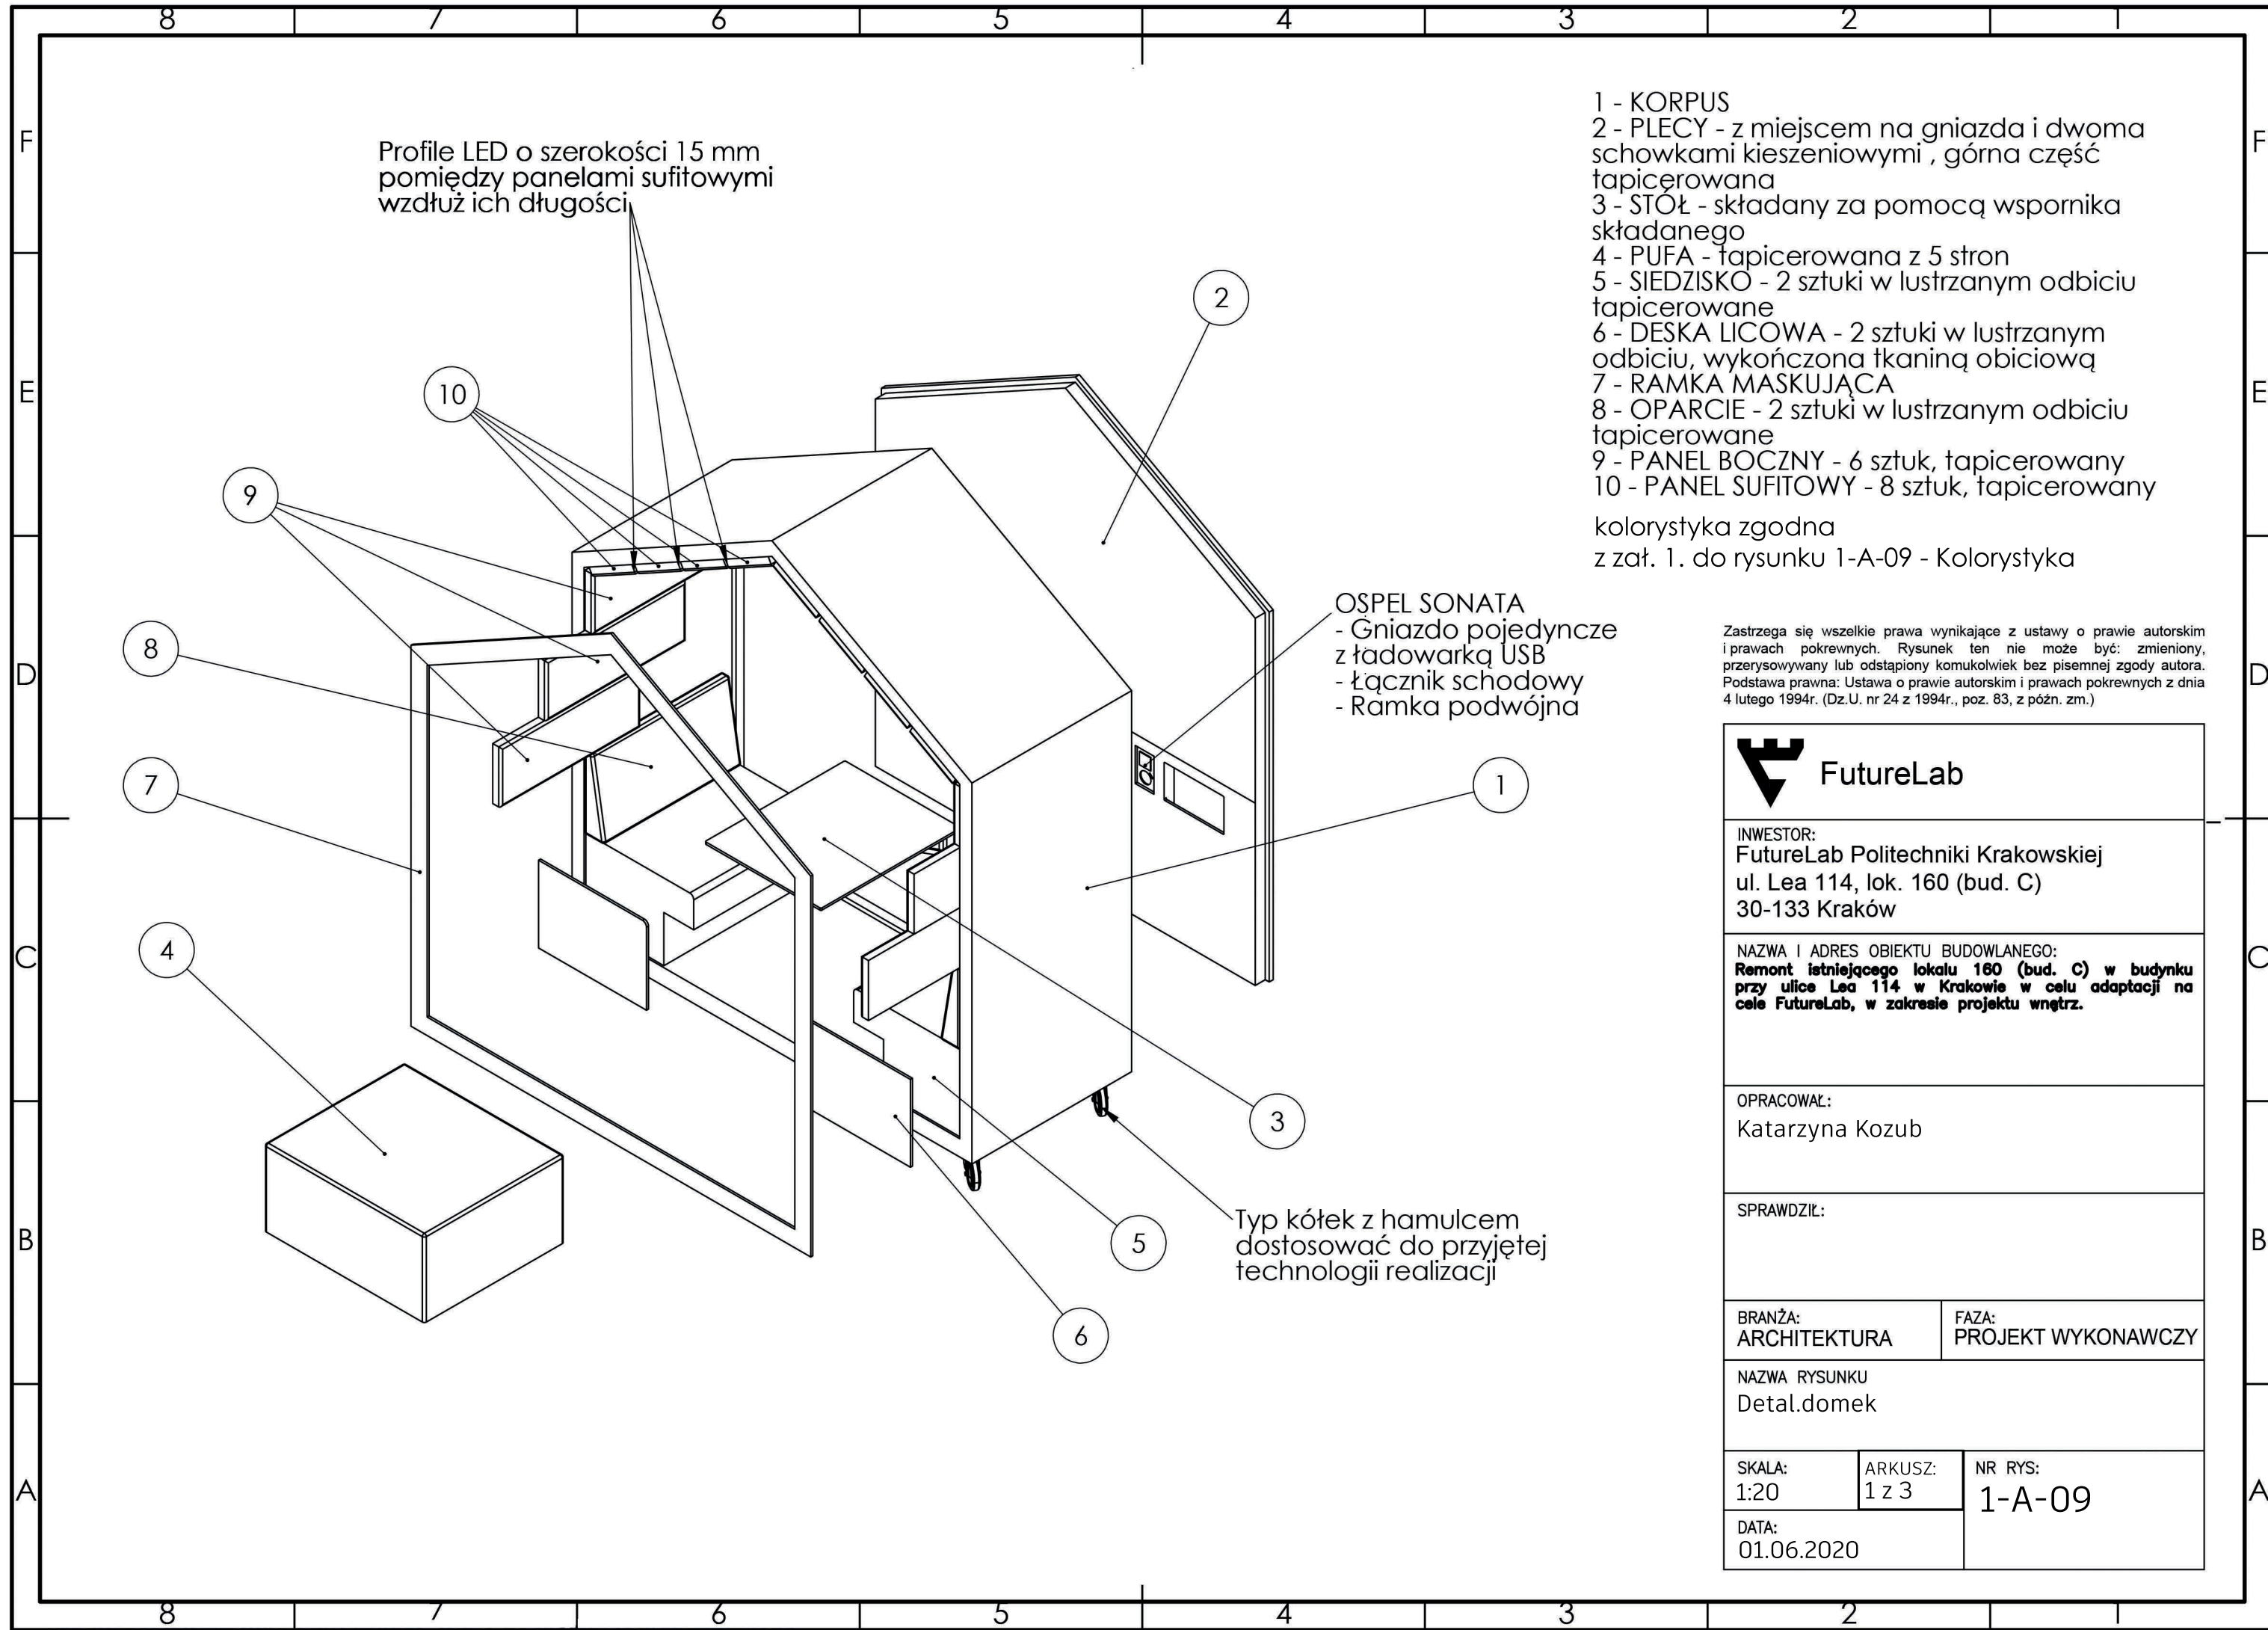 8 7 6 5 4 3 2
F
E
D
C
B
A
Profile LED o szerokości 15 mm
pomiędzy panelami sufitowymi
wzdłuż ich długości
10
9
8
7
4
2
1
3
5
6
1 - KORPUS
2 - PLECY - z miejscem na gniazda i dwoma
schowkami kieszeniowymi , górna część
tapicerowana
3 - STÓŁ - składany za pomocą wspornika
składanego
4 - PUFA - tapicerowana z 5 stron
5 - SIEDZISKO - 2 sztuki w lustrzanym odbiciu
tapicerowane
6 - DESKA LICOWA - 2 sztuki w lustrzanym
odbiciu, wykończona tkaniną obiciową
7 - RAMKA MASKUJĄCA
8 - OPARCIE - 2 sztuki w lustrzanym odbiciu
tapicerowane
9 - PANEL BOCZNY - 6 sztuk, tapicerowany
10 - PANEL SUFITOWY - 8 sztuk, tapicerowany
kolorystyka zgodna
z zał. 1. do rysunku 1-A-09 - Kolorystyka
OSPEL SONATA
- Gniazdo pojedyncze
z ładowarką USB
- Łącznik schodowy
- Ramka podwójna
Typ kółek z hamulcem
dostosować do przyjętej
technologii realizacji
Zastrzega się wszelkie prawa wynikające z ustawy o prawie autorskim
i prawach pokrewnych. Rysunek ten nie może być: zmieniony,
przerysowywany lub odstąpiony komukolwiek bez pisemnej zgody autora.
Podstawa prawna: Ustawa o prawie autorskim i prawach pokrewnych z dnia
4 lutego 1994r. (Dz.U. nr 24 z 1994r., poz. 83, z późn. zm.)
FutureLab
INWESTOR:
FutureLab Politechniki Krakowskiej
ul. Lea 114, lok. 160 (bud. C)
30-133 Kraków
NAZWA I ADRES OBIEKTU BUDOWLANEGO:
Remont istniejącego lokalu 160 (bud. C) w budynku
przy ulice Lea 114 w Krakowie w celu adaptacji na
cele FutureLab, w zakresie projektu wnętrz.
OPRACOWAŁ:
Katarzyna Kozub
SPRAWDZIŁ:
BRANŻA:
ARCHITEKTURA
FAZA:
PROJEKT WYKONAWCZY
NAZWA RYSUNKU
Detal.domek
SKALA:
1:20
ARKUSZ:
1 z 3
NR RYS:
1-A-09
DATA:
01.06.2020
F
E
D
C
B
A
8 7 6 5 4 3 2